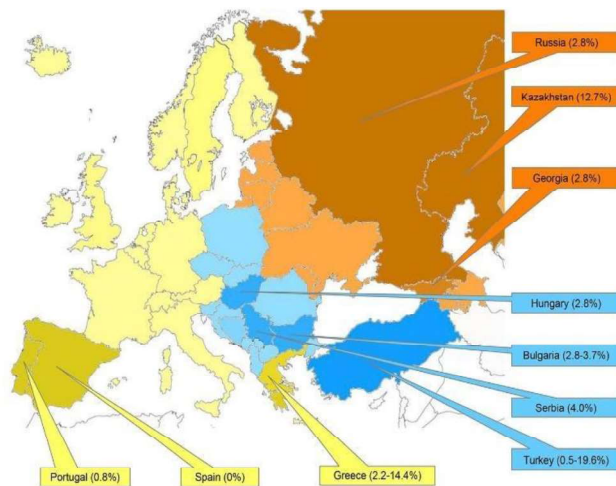 Russia (2.8%)
Kazakhstan (12.7%)
Georgia (2.8%)
Hungary (2.8%)
Bulgaria (2.8-3.7%)
Serbia (4.0%)
Turkey (0.5-19.6%)
Portugal (0.8%)
Spain (0%)
Greece (2.2-14.4%)